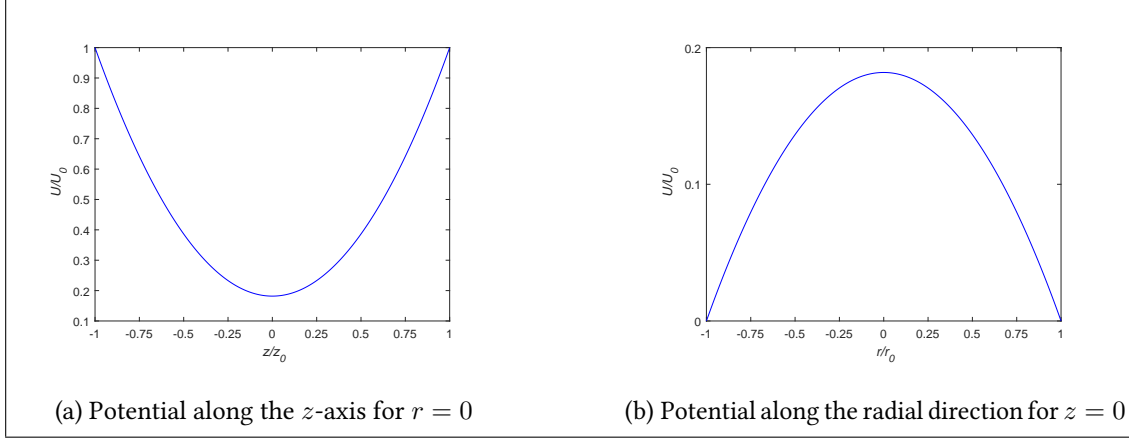 1
0.9
0.8
0.7
0.6
0.5
0.4
0.3
0.2
0.1
U/U0
-1 -0.75 -0.5 -0.25 0 0.25 0.5 0.75 1
z/z0
0.2
0.1
0
U/U0
-1 -0.75 -0.5 -0.25 0 0.25 0.5 0.75 1
r/r0
(a) Potential along the z-axis for r = 0
(b) Potential along the radial direction for z = 0